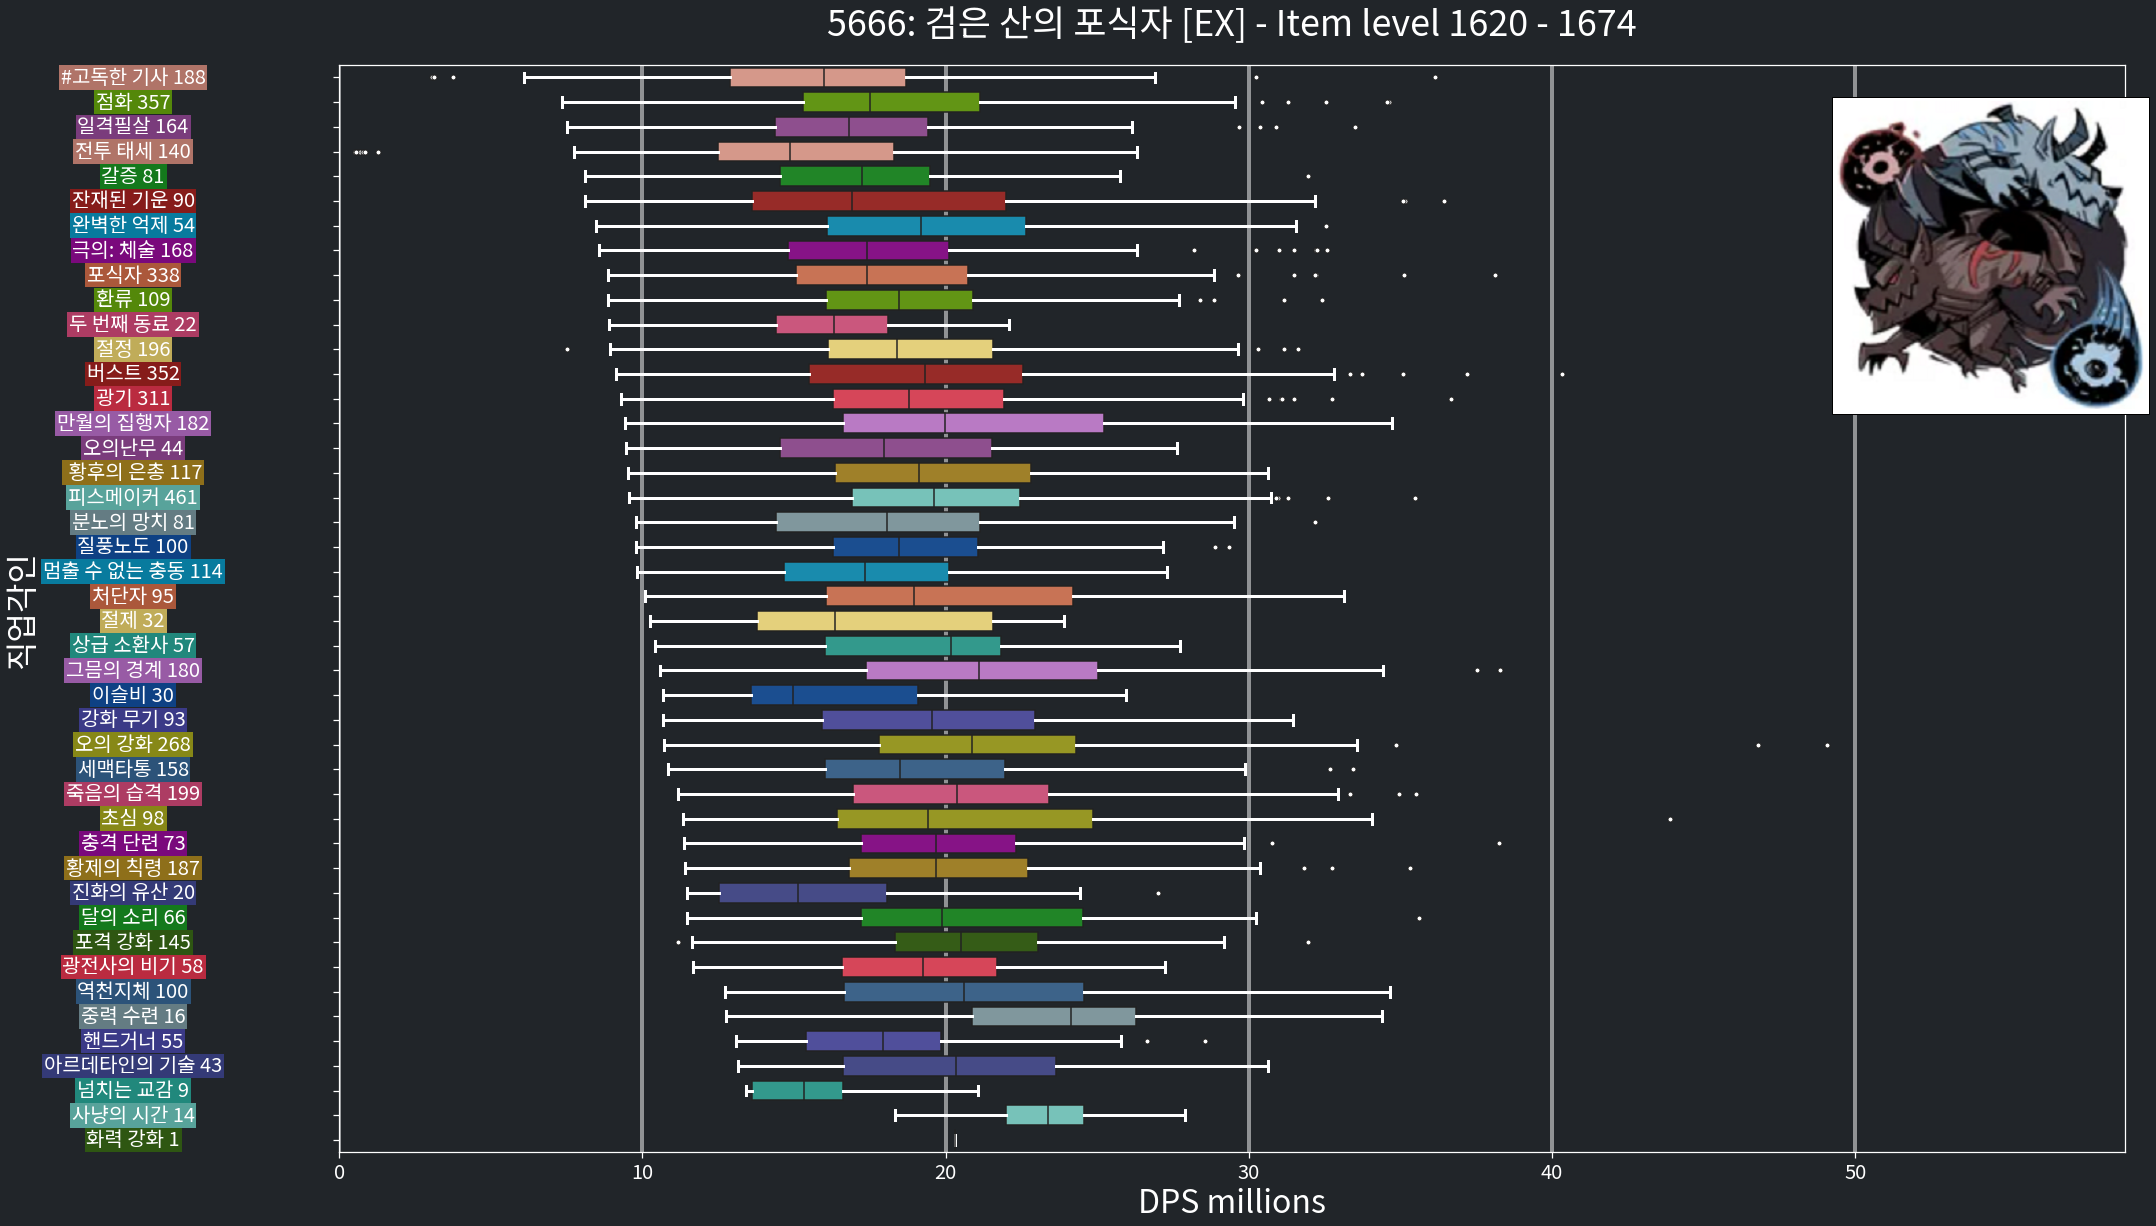 5666: 검은 산의 포식자 [EX] - Item level 1620 - 1674
#고독한 기사 188
점화 357
일격필살 164
전투 태세 140
갈증 81
잔재된 기운 90
완벽한 억제 54
극의: 체술 168
포식자 338
환류 109
두 번째 동료 22
절정 196
버스트 352
광기 311
만월의 집행자 182
오의난무 44
황후의 은총 117
피스메이커 461
분노의 망치 81
질풍노도 100
멈출 수 없는 충동 114
처단자 95
절제 32
상급 소환사 57
그믐의 경계 180
이슬비 30
강화 무기 93
오의 강화 268
세맥타통 158
죽음의 습격 199
초심 98
충격 단련 73
황제의 칙령 187
진화의 유산 20
달의 소리 66
포격 강화 145
광전사의 비기 58
역천지체 100
중력 수련 16
핸드거너 55
아르데타인의 기술 43
넘치는 교감 9
사냥의 시간 14
화력 강화 1
직업각인
0 10 20 30 40 50
DPS millions